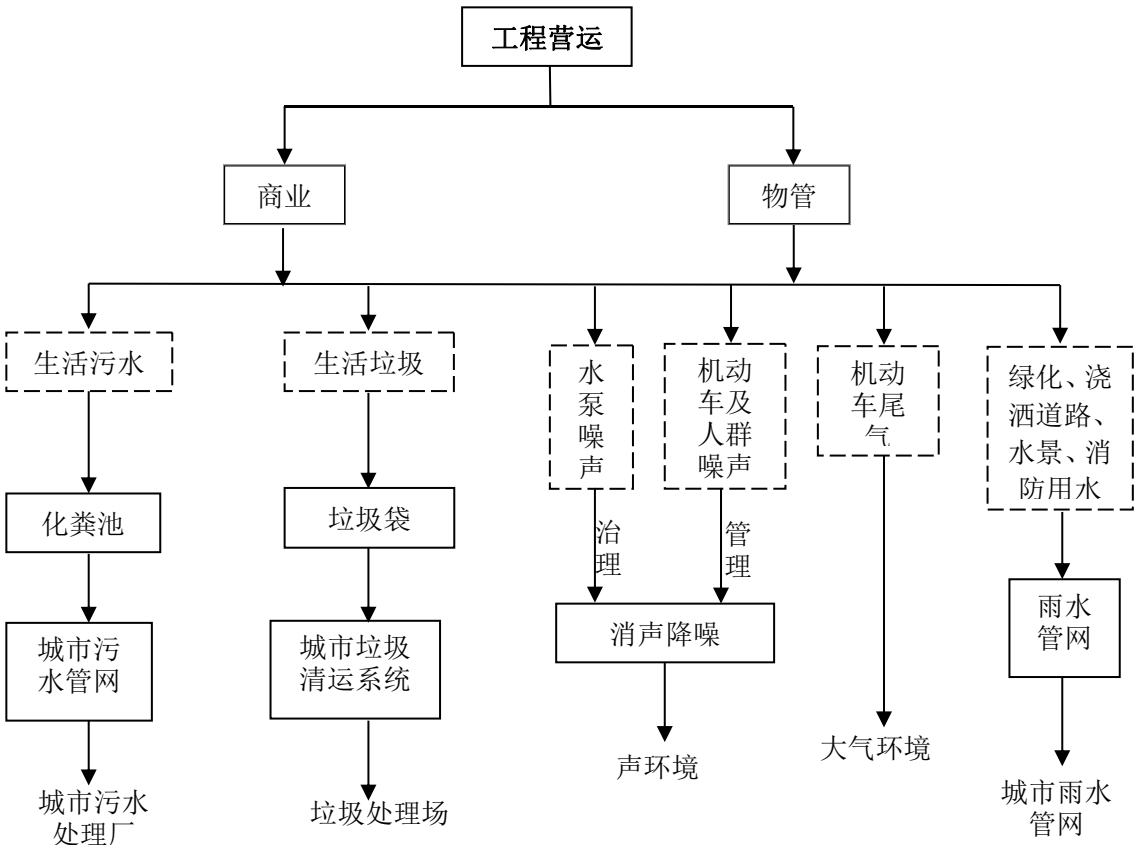 工程营运
商业
物管
生活污水
生活垃圾
水
泵
噪
声
机动
车及
人群
噪声
机动
车尾
气
绿化、浇
洒道路、
水景、消
防用水
治
理
管
理
化粪池
垃圾袋
消声降噪
雨水
管网
城市污
水管网
城市垃圾
清运系统
城市污水
处理厂
垃圾处理场
声环境
大气环境
城市雨水
管网